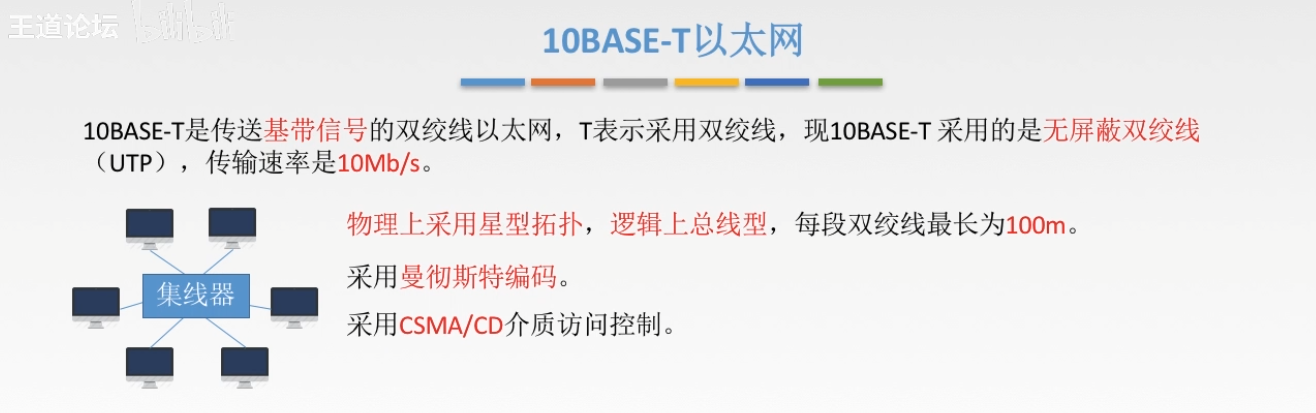 王道论坛 bilibili
10BASE-T以太网
10BASE-T是传送基带信号的双绞线以太网，T表示采用双绞线，现10BASE-T 采用的是无屏蔽双绞线
（UTP），传输速率是10Mb/s。
物理上采用星型拓扑，逻辑上总线型，每段双绞线最长为100m。
采用曼彻斯特编码。
采用CSMA/CD介质访问控制。
集线器